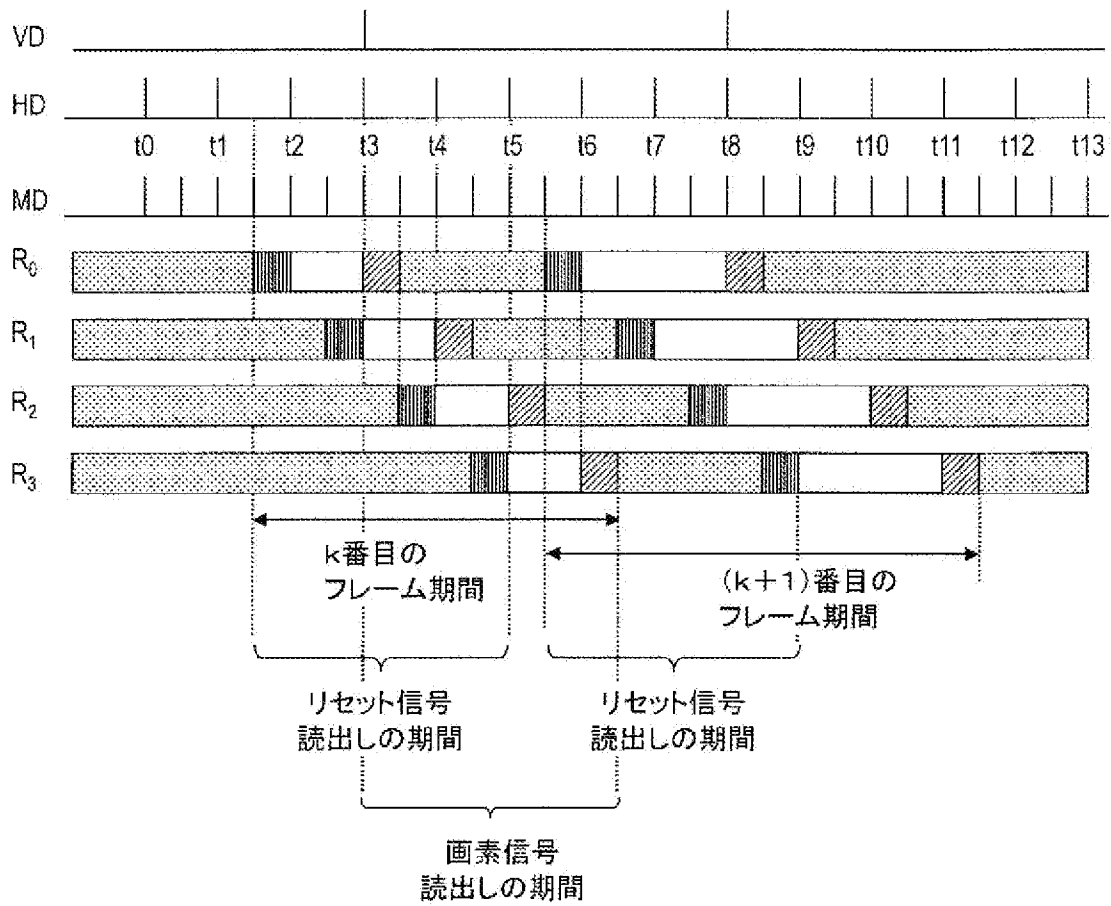 VD
HD
t0 t1 t2 t3 t4 t5 t6 t7 t8 t9 t10 t11 t12 t13
MD
R0
R1
R2
R3
k番目の
フレーム期間
(k+1)番目の
フレーム期間
リセット信号
読出しの期間
リセット信号
読出しの期間
画素信号
読出しの期間